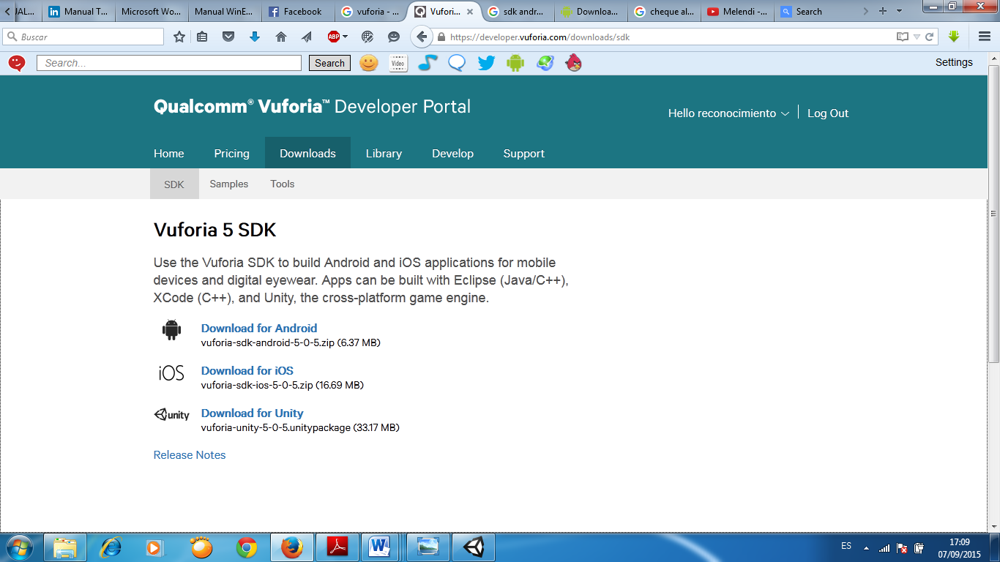 JAL...
Manual T...
Microsoft Wo...
Manual WinE...
Facebook
vuforia - ...
Vufori...
sdk andr...
Downloa...
cheque al...
Melendi -...
Search
Buscar
ABP
https://developer.vuforia.com/downloads/sdk
Search...
Search
Video
Settings
Qualcomm® Vuforia™ Developer Portal
Hello reconocimiento
Log Out
Home Pricing Downloads Library Develop Support
SDK Samples Tools
Vuforia 5 SDK
Use the Vuforia SDK to build Android and iOS applications for mobile
devices and digital eyewear. Apps can be built with Eclipse (Java/C++),
XCode (C++), and Unity, the cross-platform game engine.
Download for Android
vuforia-sdk-android-5-0-5.zip (6.37 MB)
iOS
Download for iOS
vuforia-sdk-ios-5-0-5.zip (16.69 MB)
unity
Download for Unity
vuforia-unity-5-0-5.unitypackage (33.17 MB)
Release Notes
ES
17:09
07/09/2015